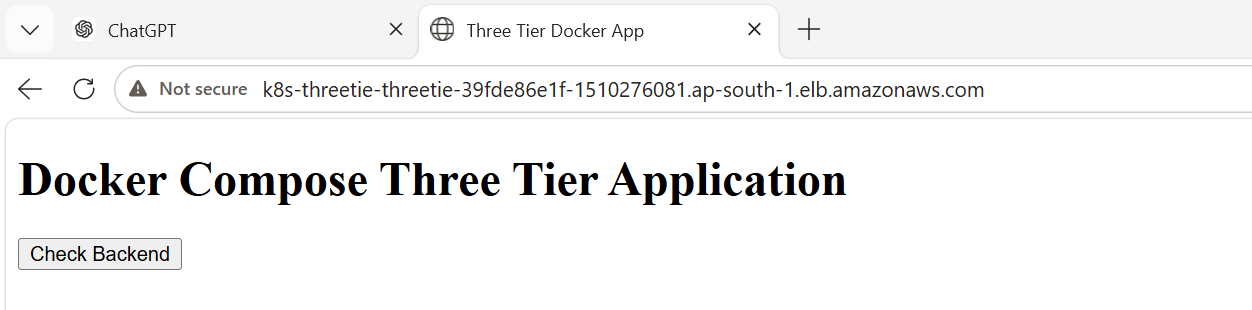 ChatGPT
Three Tier Docker App
Not secure k8s-threetie-threetie-39fde86e1f-1510276081.ap-south-1.elb.amazonaws.com
Docker Compose Three Tier Application
Check Backend